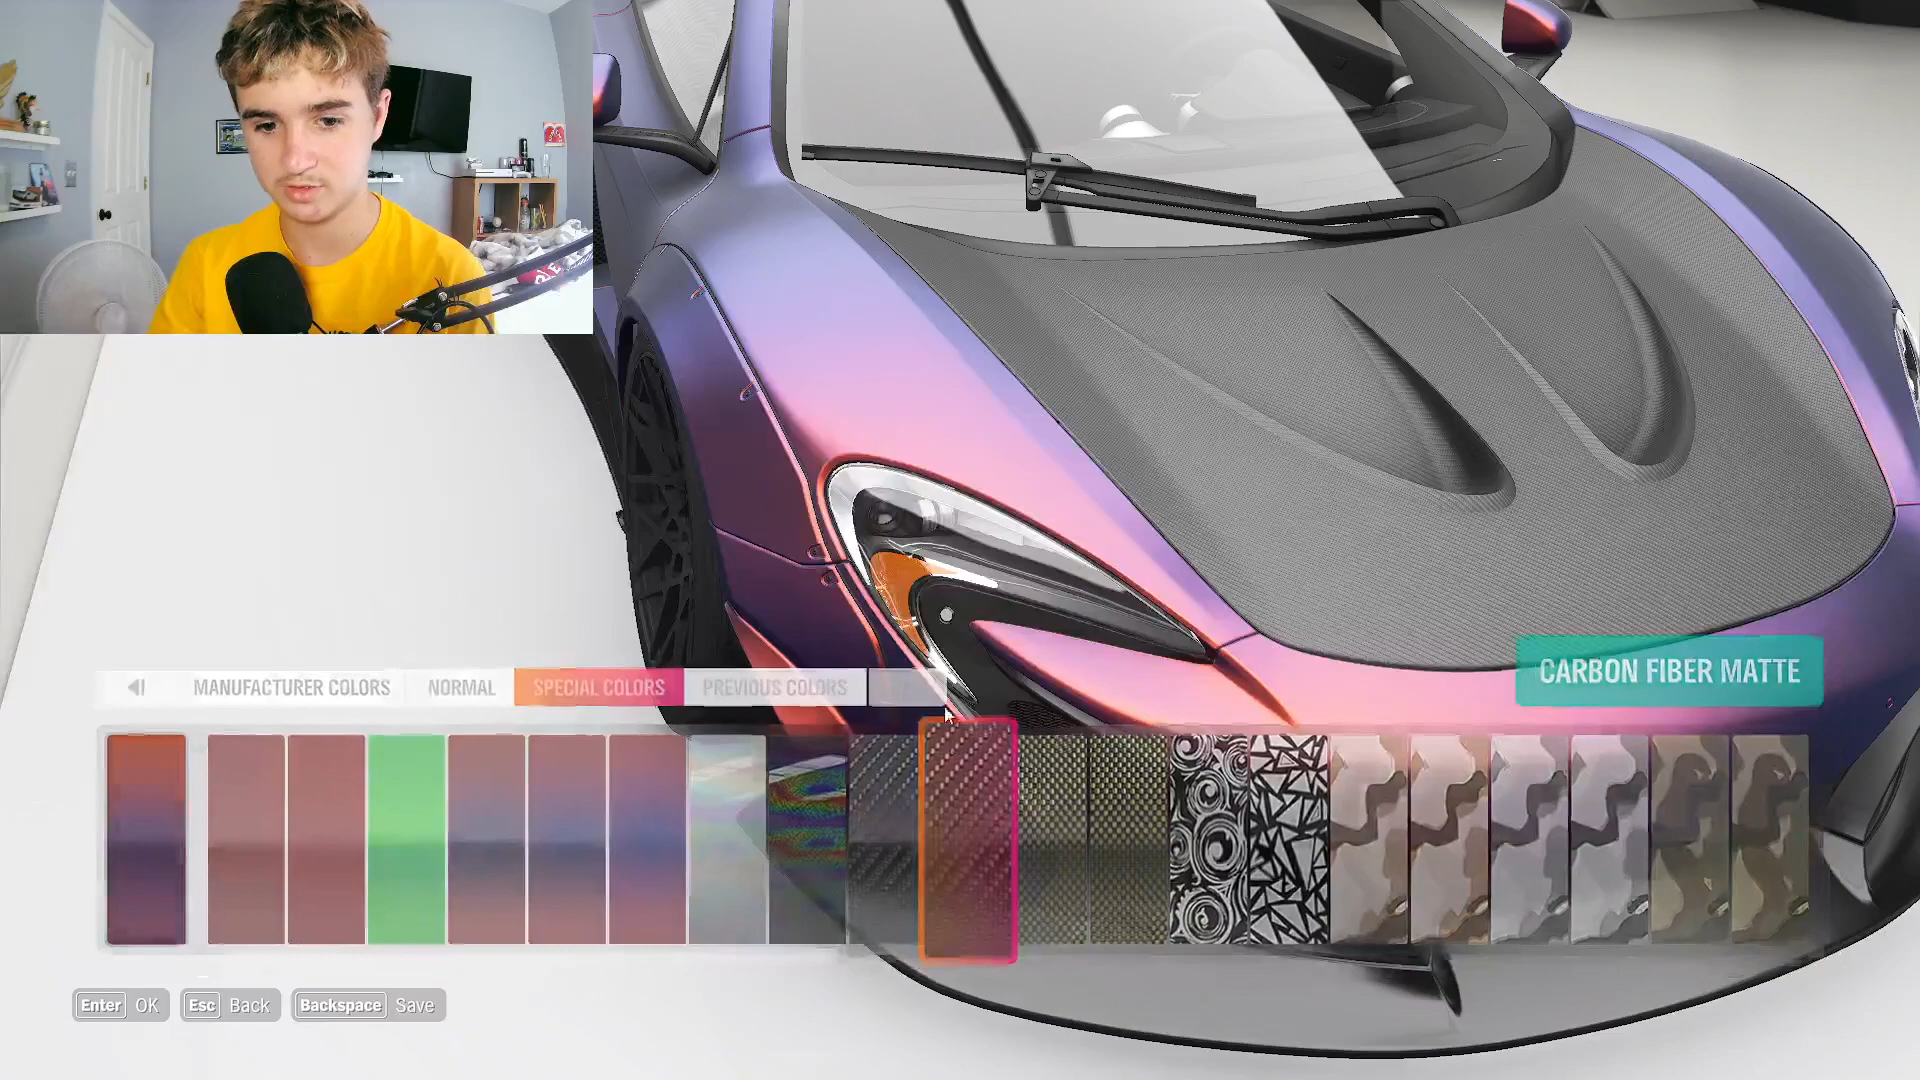 CARBON FIBER MATTE
MANUFACTURER COLORS NORMAL SPECIAL COLORS PREVIOUS COLORS
Enter OK Esc Back Backspace Save